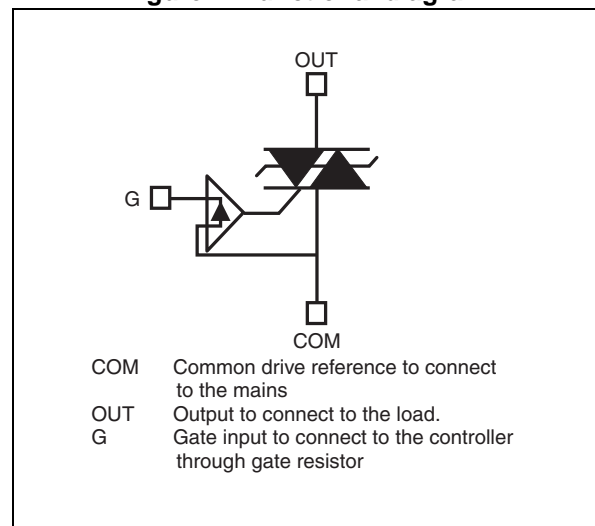 OUT
G
COM
COM Common drive reference to connect
to the mains
OUT Output to connect to the load.
G Gate input to connect to the controller
through gate resistor